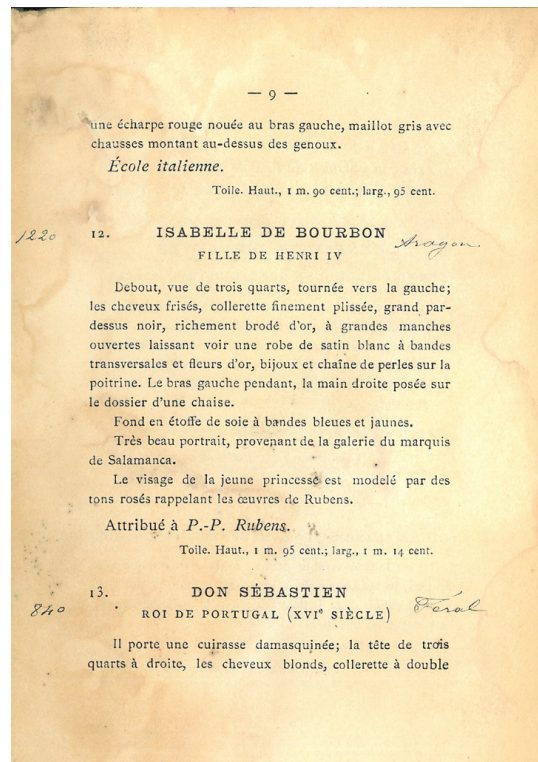 — 9 —
une écharpe rouge nouée au bras gauche, maillot gris avec
chausses montant au-dessus des genoux.
École italienne.
Toile. Haut., 1 m. 90 cent.; larg., 95 cent.
1220 12. ISABELLE DE BOURBON Aragon
FILLE DE HENRI IV
Debout, vue de trois quarts, tournée vers la gauche;
les cheveux frisés, collerette finement plissée, grand par-
dessus noir, richement brodé d'or, à grandes manches
ouvertes laissant voir une robe de satin blanc à bandes
transversales et fleurs d'or, bijoux et chaîne de perles sur la
poitrine. Le bras gauche pendant, la main droite posée sur
le dossier d'une chaise.
Fond en étoffe de soie à bandes bleues et jaunes.
Très beau portrait, provenant de la galerie du marquis
de Salamanca.
Le visage de la jeune princesse est modelé par des
tons rosés rappelant les œuvres de Rubens.
Attribué à P.-P. Rubens.
Toile. Haut., 1 m. 95 cent.; larg., 1 m. 14 cent.
840 13. DON SÉBASTIEN Féral
ROI DE PORTUGAL (XVIe SIÈCLE)
Il porte une cuirasse damasquinée; la tête de trois
quarts à droite, les cheveux blonds, collerette à double